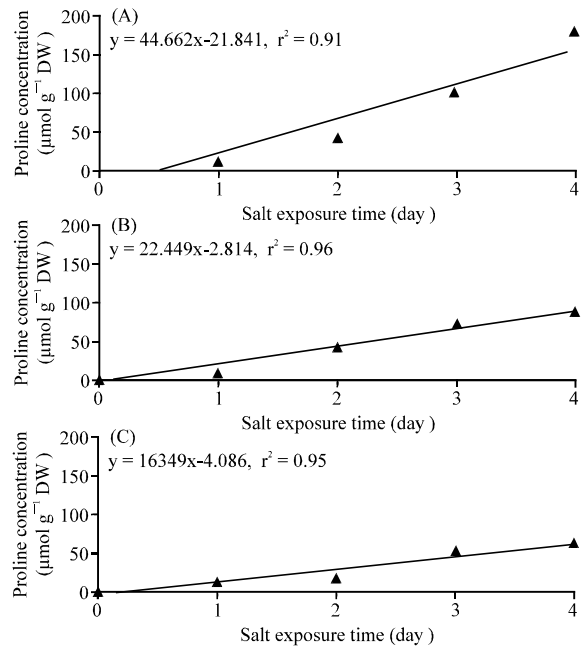 (A)
y = 44.662x-21.841, r² = 0.91
Proline concentration
(µmol g⁻¹ DW )
200
150
100
50
0
0 1 2 3 4
Salt exposure time (day )
(B)
y = 22.449x-2.814, r² = 0.96
Proline concentration
(µmol g⁻¹ DW )
200
150
100
50
0
0 1 2 3 4
Salt exposure time (day )
(C)
y = 16349x-4.086, r² = 0.95
Proline concentration
(µmol g⁻¹ DW )
200
150
100
50
0
0 1 2 3 4
Salt exposure time (day )